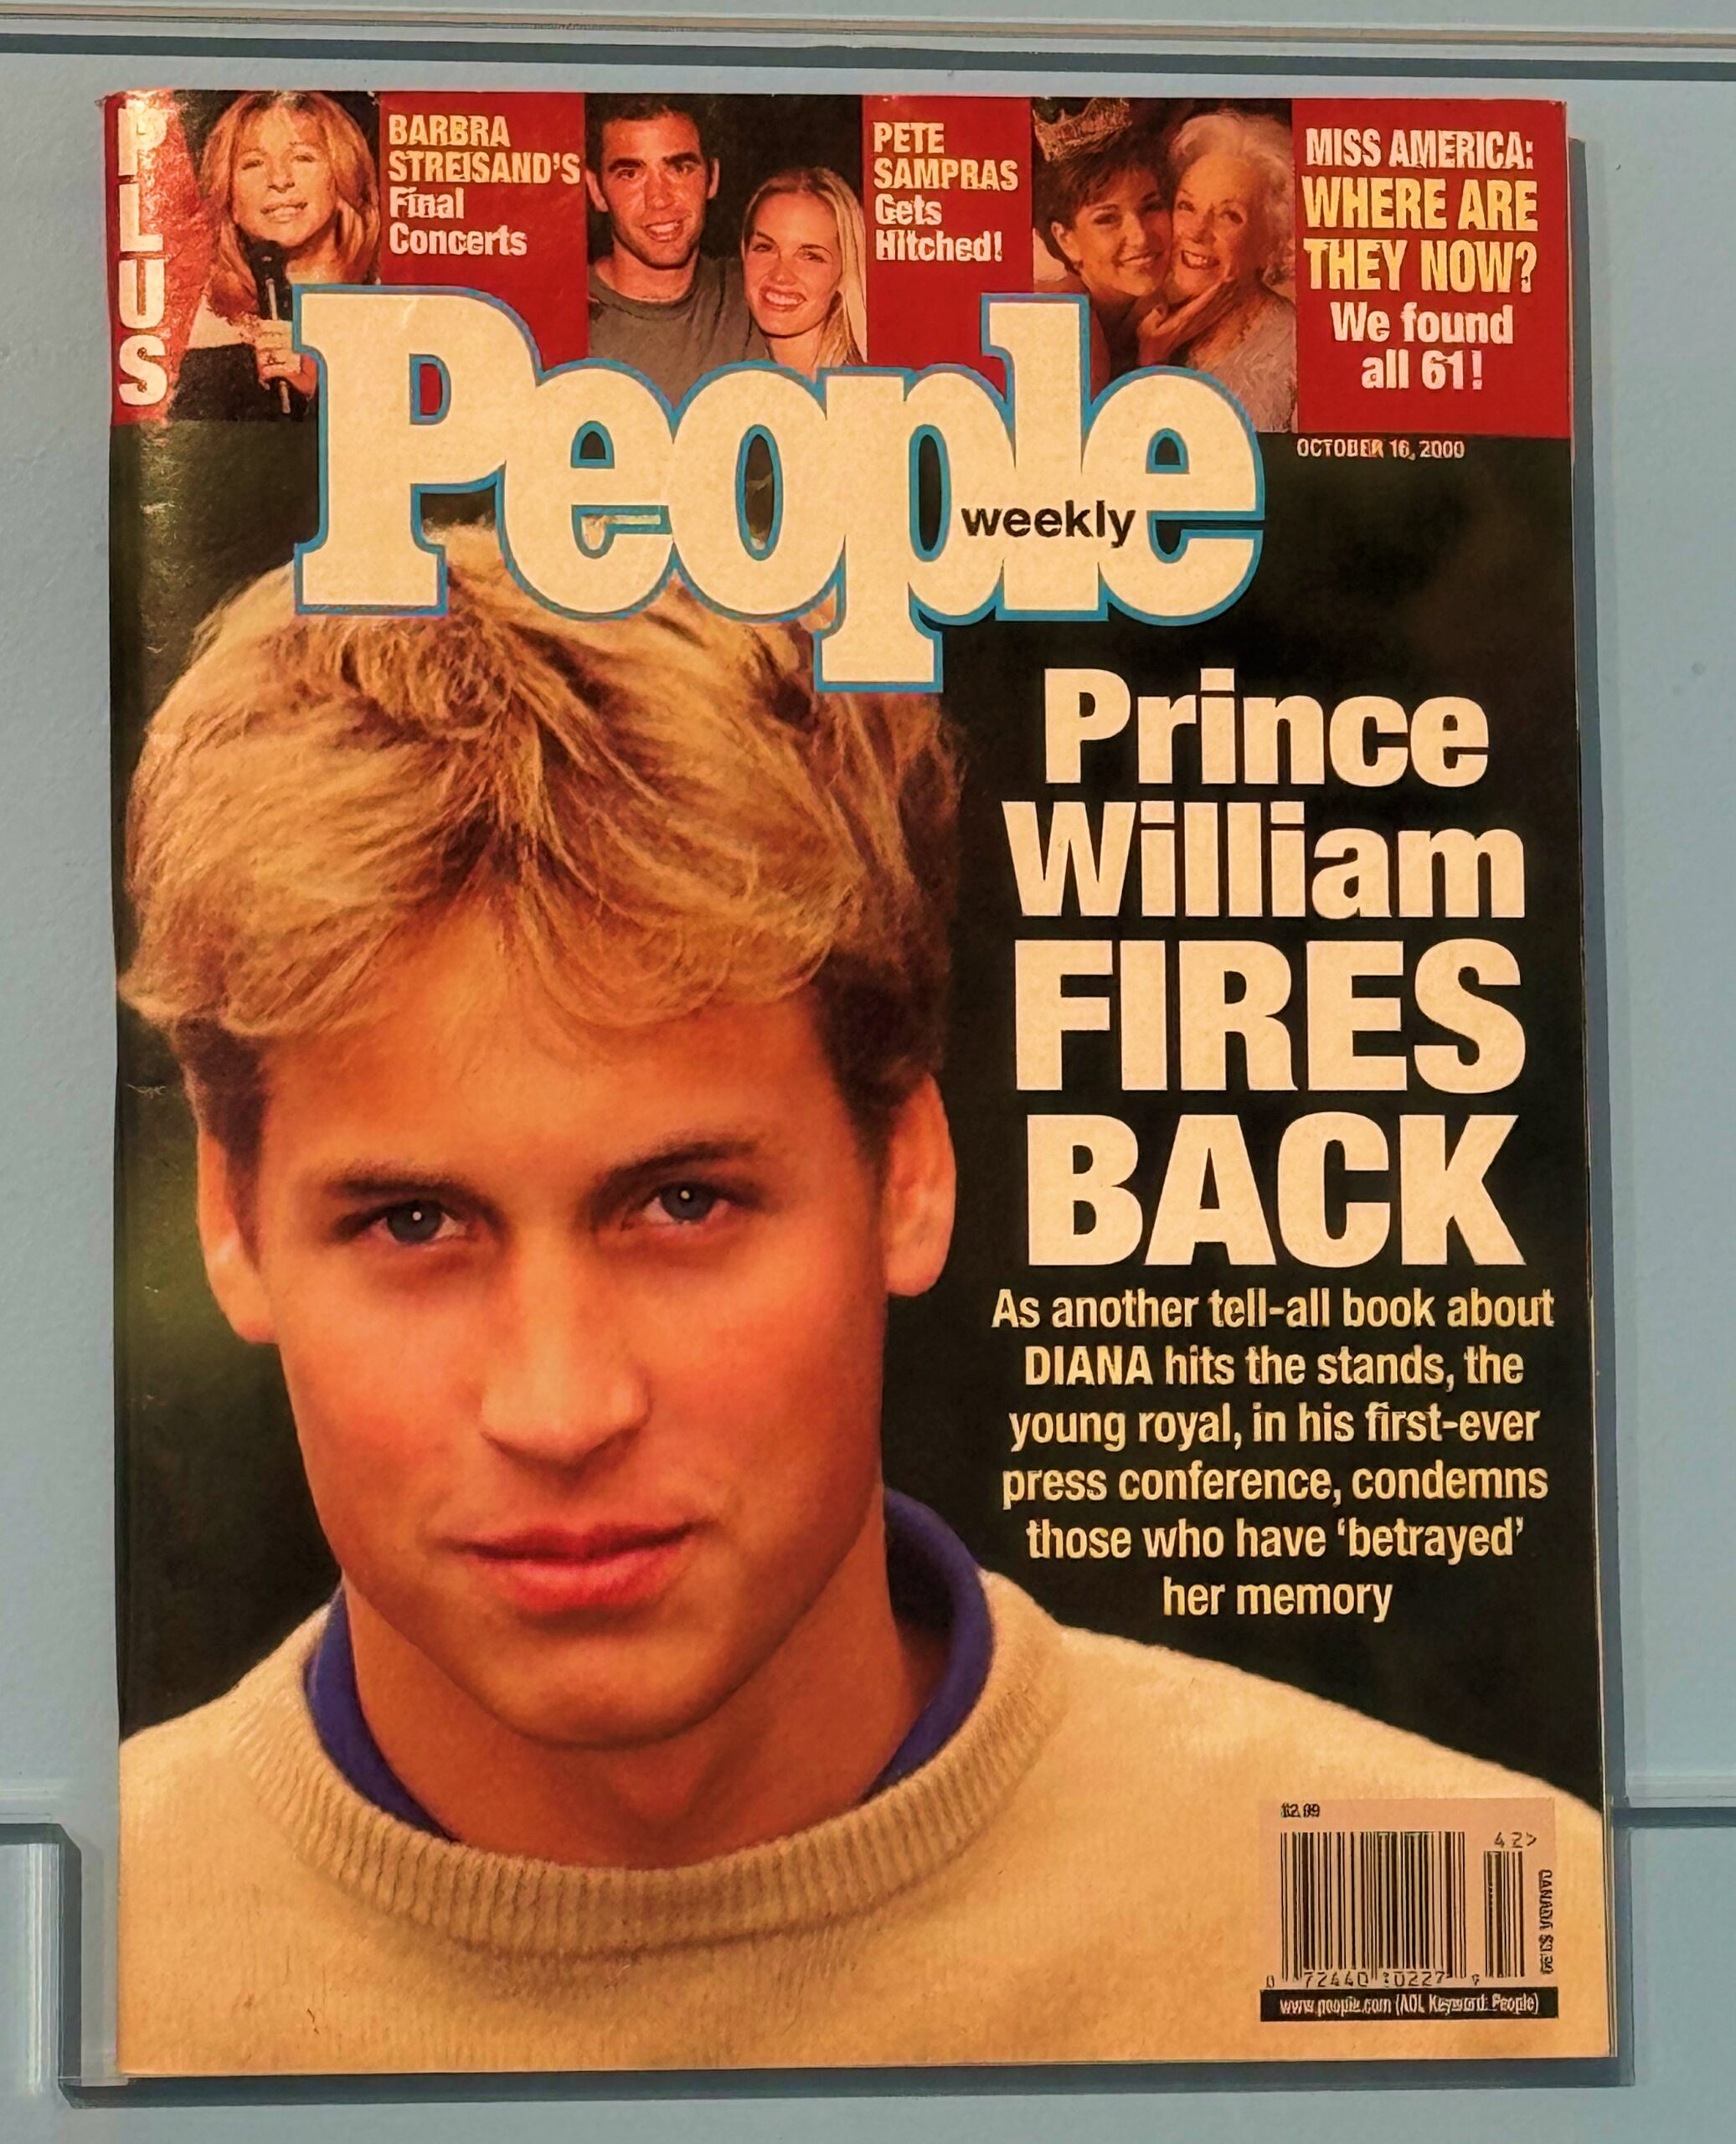 PLUS
BARBRA
STREISAND'S
Final
Concerts
PETE
SAMPRAS
Gets
Hitched!
MISS AMERICA:
WHERE ARE
THEY NOW?
We found
all 61!
People
weekly
OCTOBER 16, 2000
Prince
William
FIRES
BACK
As another tell-all book about
DIANA hits the stands, the
young royal, in his first-ever
press conference, condemns
those who have ‘betrayed’
her memory
$2.99
42>
CANADA
0 72440 10227
www.people.com (AOL Keyword: People)